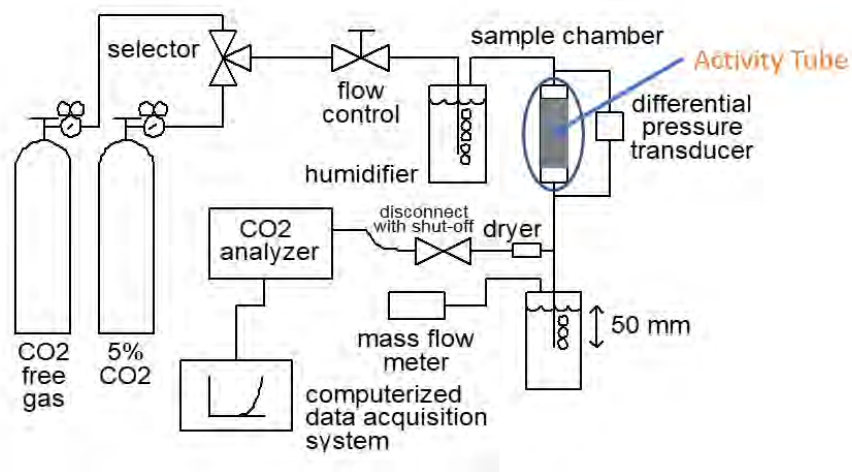 selector
sample chamber
Activity Tube
flow
control
differential
pressure
transducer
humidifier
disconnect
with shut-off
dryer
CO2
analyzer
mass flow
meter
50 mm
CO2
free
gas
5%
CO2
computerized
data acquisition
system